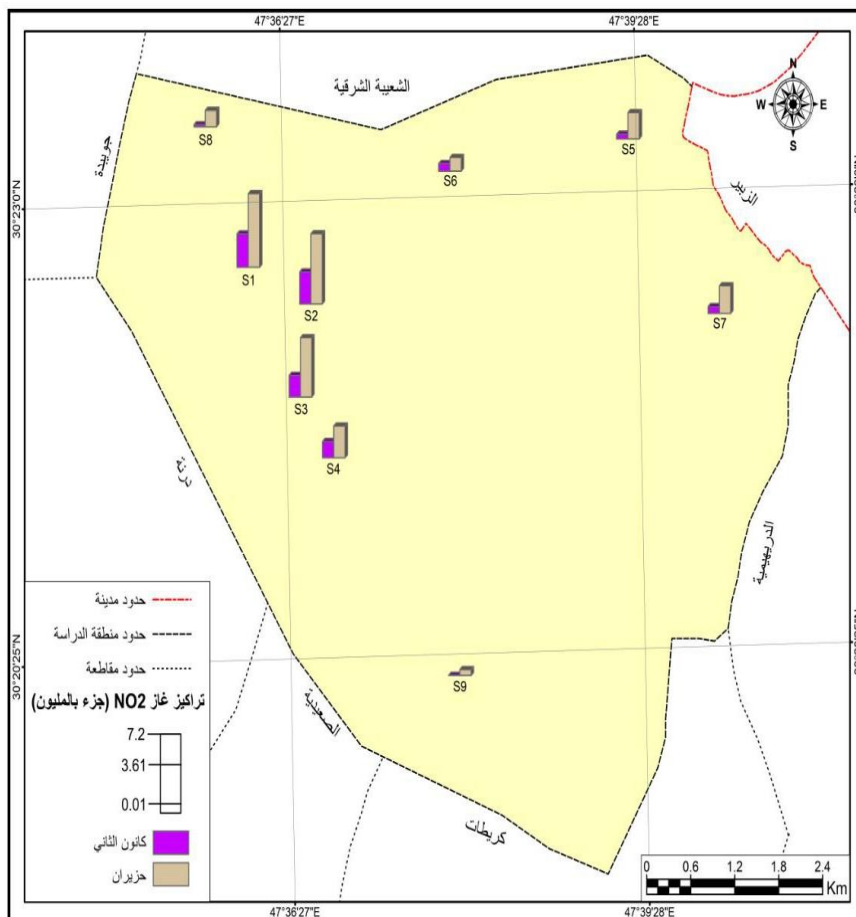 47°36'27"E
47°39'28"E
الشعيبة الشرقية
N
W
E
S
جويبدة
S8
S6
S5
الزبير
30°23'0"N
S1
S2
S7
S3
S4
الدريهيمية
حدود مدينة
حدود منطقة الدراسة
حدود مقاطعة
تراكيز غاز NO2 (جزء بالمليون)
7.2
3.61
0.01
كانون الثاني
حزيران
30°20'25"N
S9
الصعيدية
كريطات
0 0.6 1.2 1.8 2.4
Km
47°36'27"E
47°39'28"E